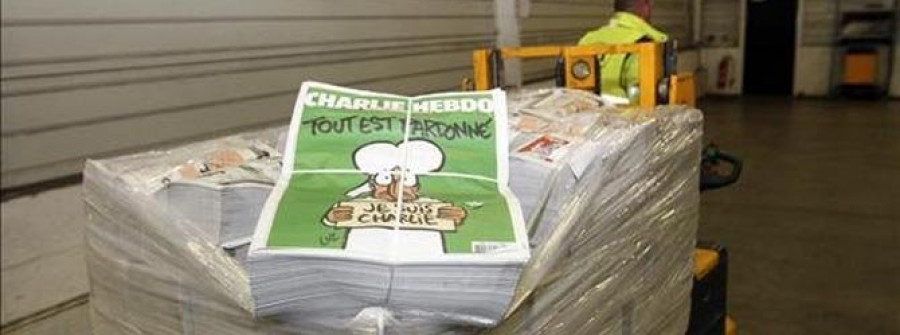 CHARLIE HEBDO
TOUT EST PARDONNÉ
JE SUIS
CHARLIE
LUZ